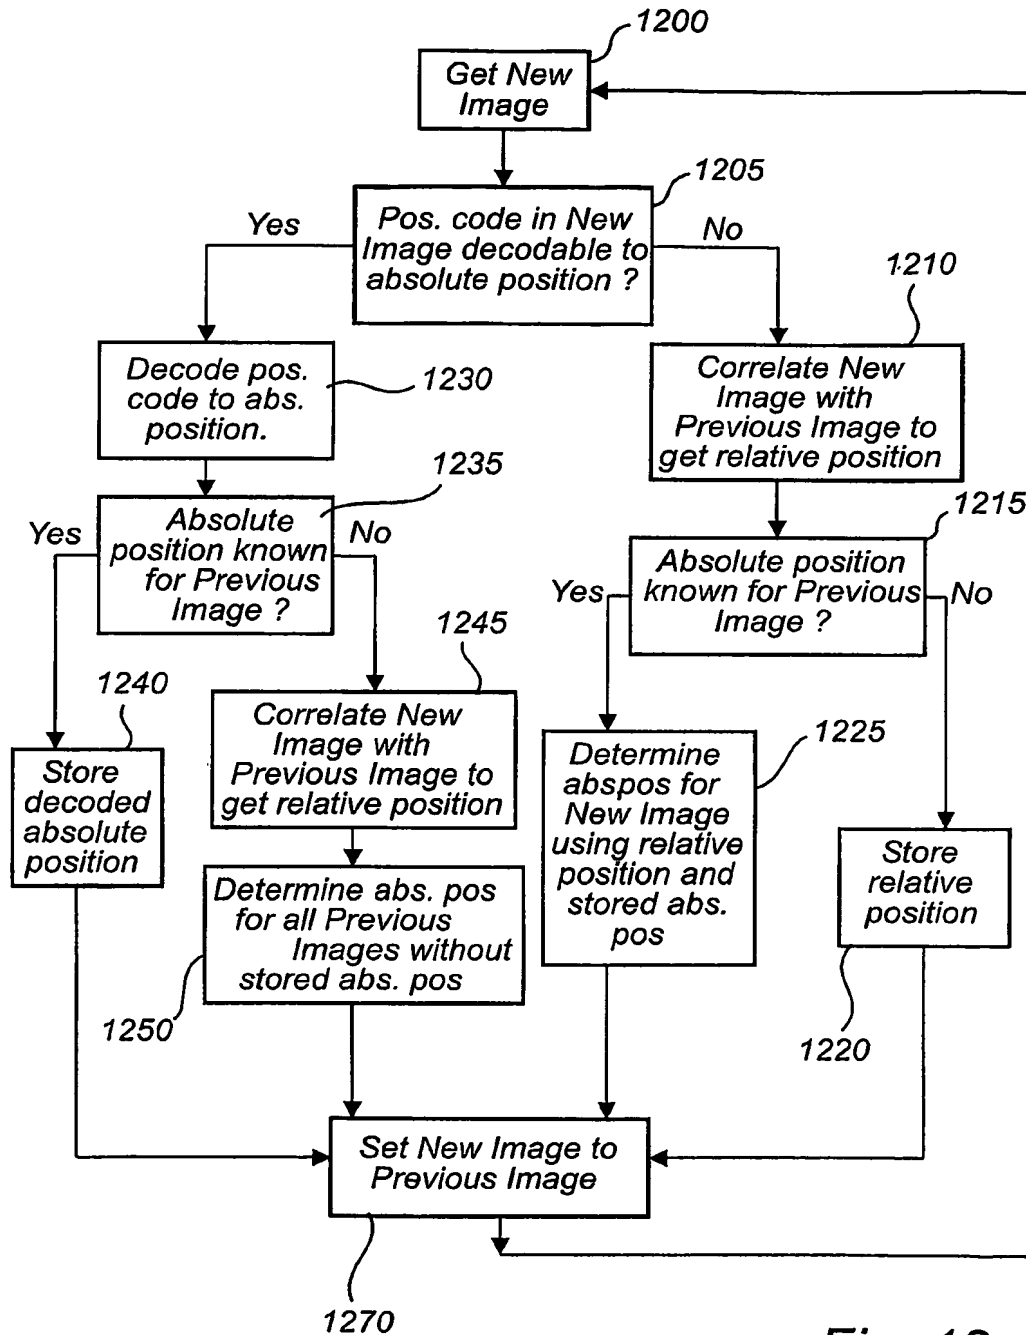 1200
Get New
Image
1205
Pos. code in New
Image decodable to
absolute position ?
Yes
No
1210
Decode pos.
code to abs.
position.
1230
Correlate New
Image with
Previous Image to
get relative position
1235
Absolute
position known
for Previous
Image ?
Yes
No
1215
Absolute position
known for Previous
Image ?
Yes
No
1240
Store
decoded
absolute
position
1245
Correlate New
Image with
Previous Image to
get relative position
1225
Determine
abspos for
New Image
using relative
position and
stored abs.
pos
Store
relative
position
1220
Determine abs. pos
for all Previous
Images without
stored abs. pos
1250
Set New Image to
Previous Image
1270